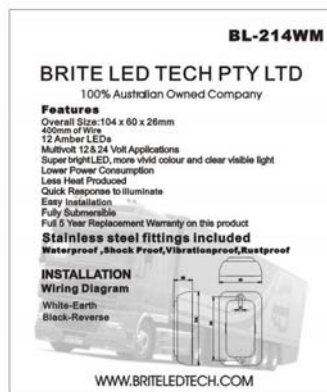 BL-214WM
BRITE LED TECH PTY LTD
100% Australian Owned Company
Features
Overall Size:104 x 60 x 26mm
400mm of Wire
12 Amber LEDs
Multivolt 12&24 Volt Applications
Super bright LED, more vivid colour and clear visible light
Lower Power Consumption
Less Heat Produced
Quick Response to illuminate
Easy Installation
Fully Submersible
Full 5 Year Replacement Warranty on this product
Stainless steel fittings included
Waterproof ,Shock Proof,Vibrationproof,Rustproof
INSTALLATION
Wiring Diagram
White-Earth
Black-Reverse
WWW.BRITELEDTECH.COM